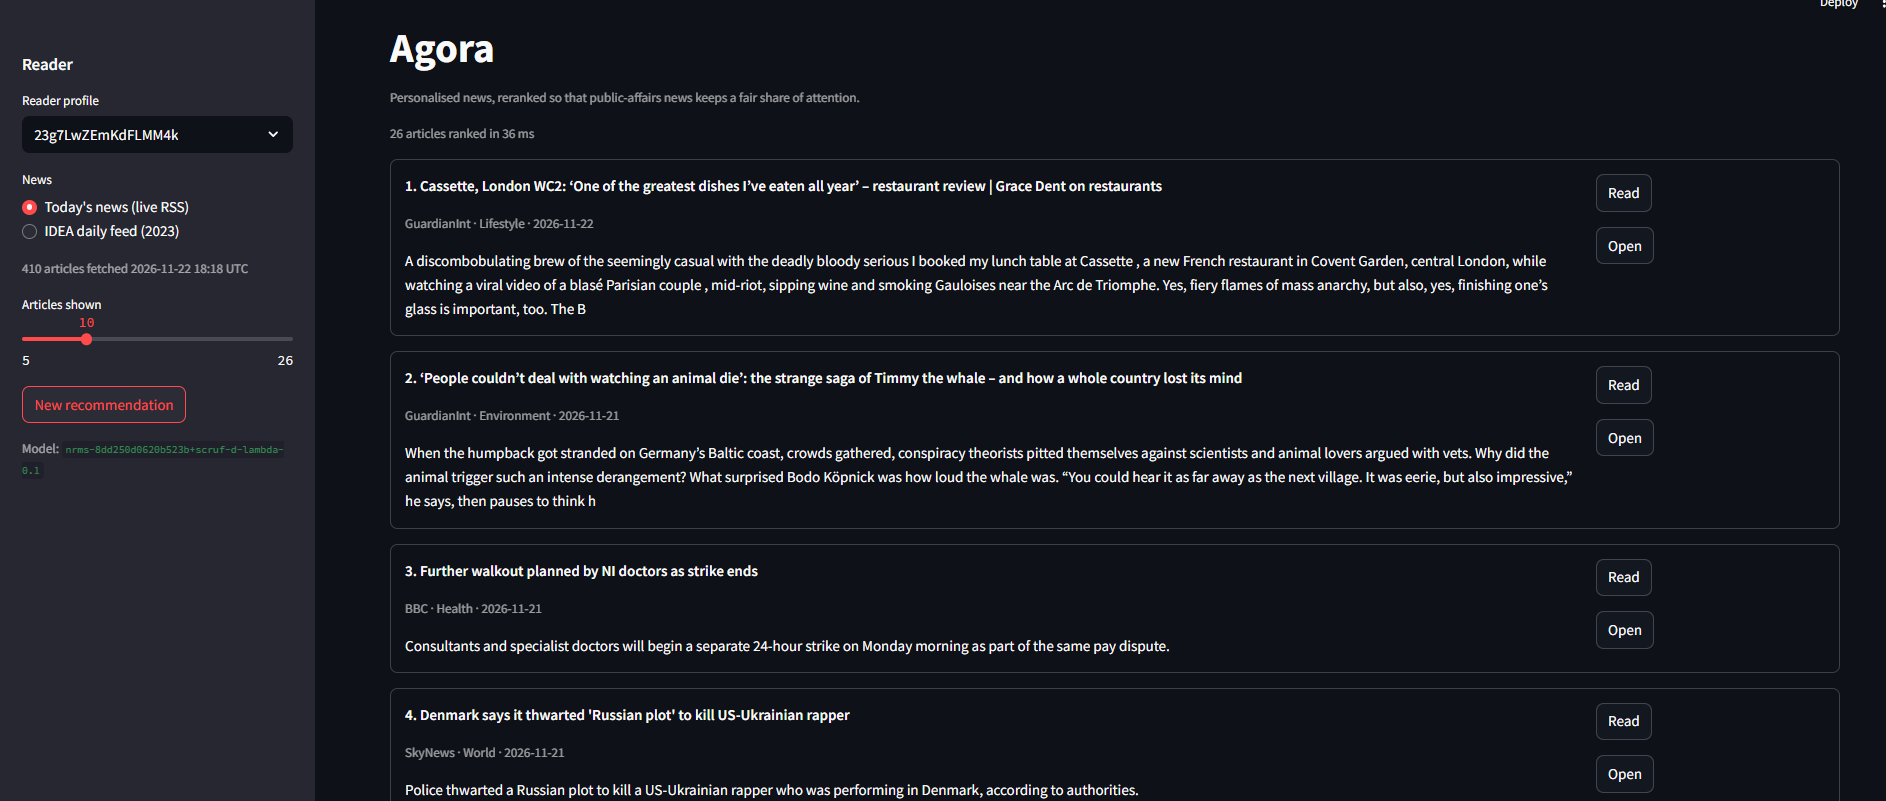 Deploy
Reader
Reader profile
23g7LwZEmKdFLMM4k
News
Today's news (live RSS)
IDEA daily feed (2023)
410 articles fetched 2026-11-22 18:18 UTC
Articles shown
10
5 26
New recommendation
Model: nrms-8dd250d0620b523b+scruf-d-lambda-
0.1
Agora
Personalised news, reranked so that public-affairs news keeps a fair share of attention.
26 articles ranked in 36 ms
1. Cassette, London WC2: ‘One of the greatest dishes I’ve eaten all year’ – restaurant review | Grace Dent on restaurants
GuardianInt · Lifestyle · 2026-11-22
A discombobulating brew of the seemingly casual with the deadly bloody serious I booked my lunch table at Cassette , a new French restaurant in Covent Garden, central London, while
watching a viral video of a blasé Parisian couple , mid-riot, sipping wine and smoking Gauloises near the Arc de Triomphe. Yes, fiery flames of mass anarchy, but also, yes, finishing one’s
glass is important, too. The B
Read
Open
2. ‘People couldn’t deal with watching an animal die’: the strange saga of Timmy the whale – and how a whole country lost its mind
GuardianInt · Environment · 2026-11-21
When the humpback got stranded on Germany’s Baltic coast, crowds gathered, conspiracy theorists pitted themselves against scientists and animal lovers argued with vets. Why did the
animal trigger such an intense derangement? What surprised Bodo Köpnick was how loud the whale was. “You could hear it as far away as the next village. It was eerie, but also impressive,”
he says, then pauses to think h
Read
Open
3. Further walkout planned by NI doctors as strike ends
BBC · Health · 2026-11-21
Consultants and specialist doctors will begin a separate 24-hour strike on Monday morning as part of the same pay dispute.
Read
Open
4. Denmark says it thwarted 'Russian plot' to kill US-Ukrainian rapper
SkyNews · World · 2026-11-21
Police thwarted a Russian plot to kill a US-Ukrainian rapper who was performing in Denmark, according to authorities.
Read
Open